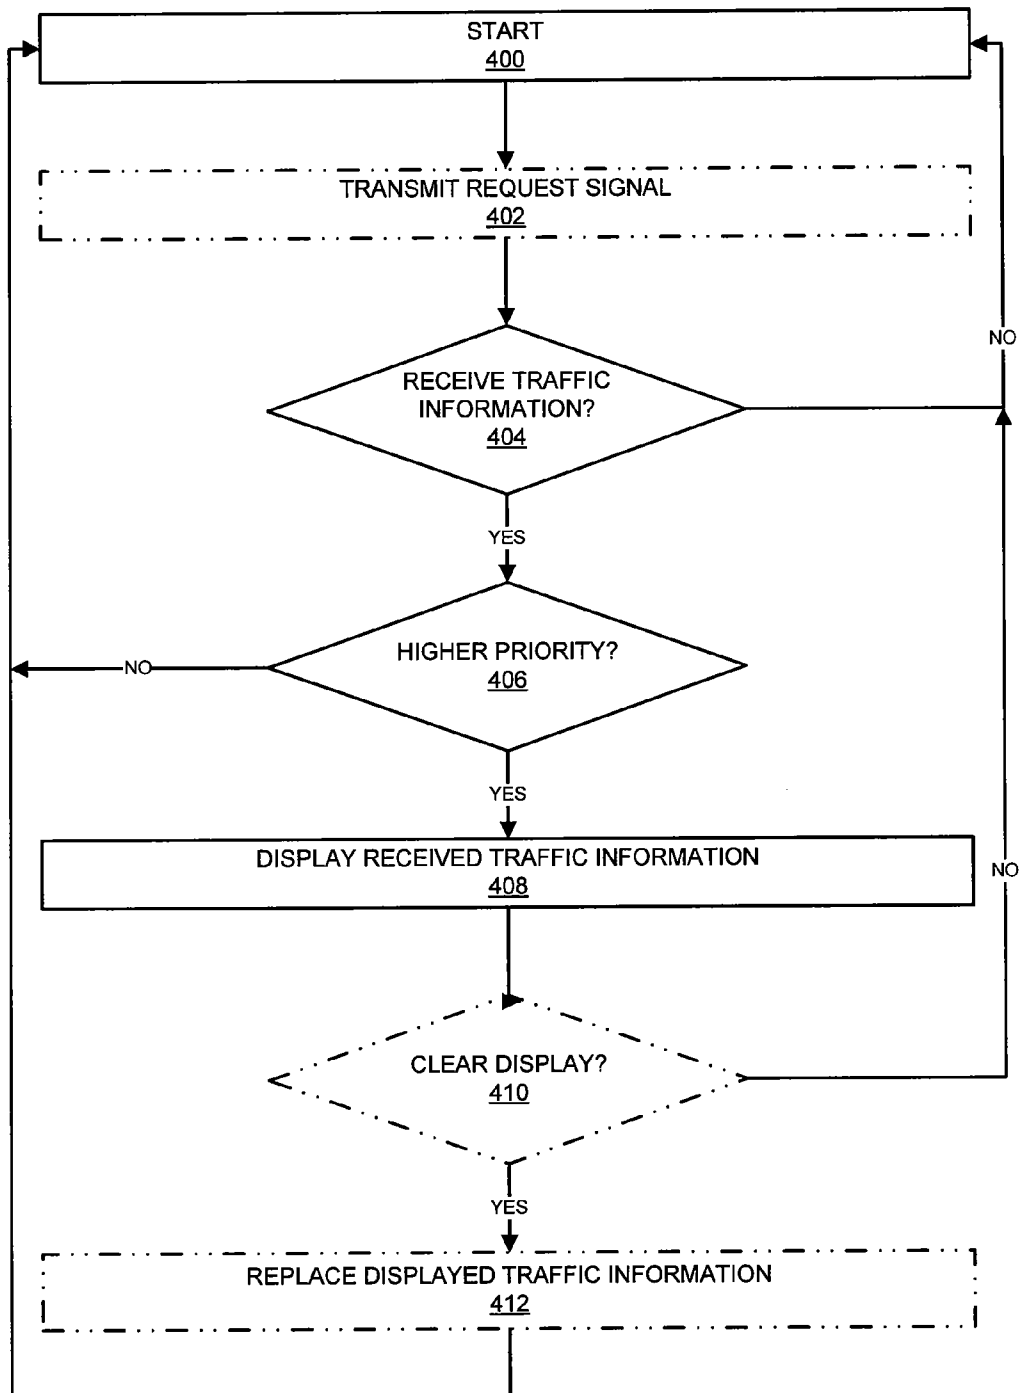 START
400
TRANSMIT REQUEST SIGNAL
402
NO
RECEIVE TRAFFIC
INFORMATION?
404
YES
HIGHER PRIORITY?
406
NO
YES
DISPLAY RECEIVED TRAFFIC INFORMATION
408
NO
CLEAR DISPLAY?
410
YES
REPLACE DISPLAYED TRAFFIC INFORMATION
412